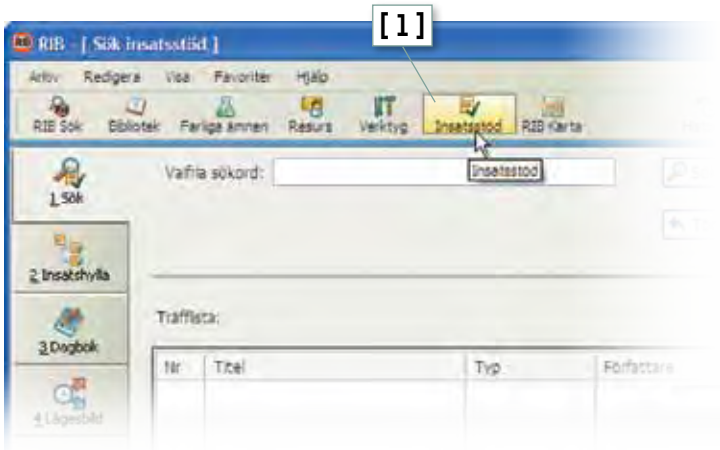 [1]
RIB - [ Sök insatsstöd ]
Arkiv Redigera Visa Favoriter Hjälp
RIB Sök Bibliotek Farliga ämnen Resurs Verktyg Insatsstöd RIB Karta
Valfria sökord:
Insatsstöd
1 Sök
2 Insatshylla
3 Dagbok
4 Lägesbild
Träfflista:
Nr Titel Typ Författare